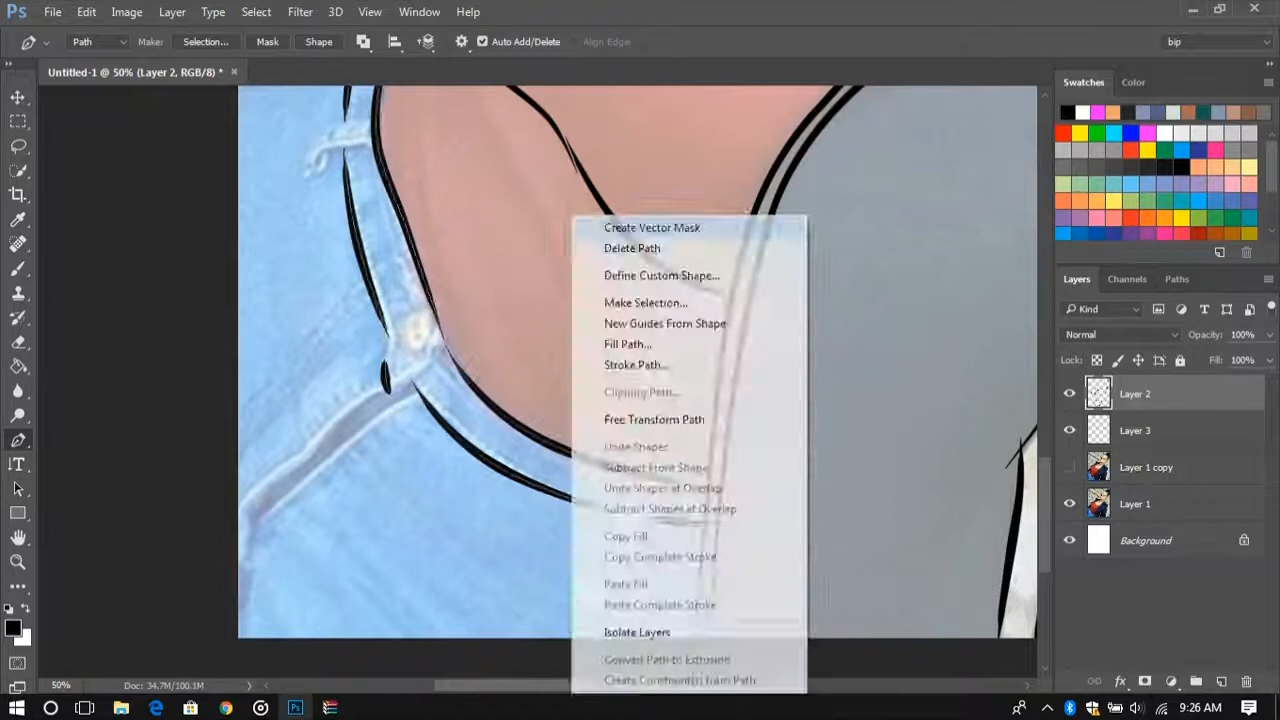 Ps File Edit Image Layer Type Select Filter 3D View Window Help
Path Maker Selection... Mask Shape Auto Add/Delete Align Edges bip
Untitled-1 @ 50% (Layer 2, RGB/8) *
Swatches Color
Create Vector Mask
Delete Path
Define Custom Shape...
Make Selection...
New Guides From Shape
Fill Path...
Stroke Path...
Clipping Path...
Free Transform Path
Unite Shapes
Subtract Front Shape
Unite Shapes at Overlap
Subtract Shapes at Overlap
Copy Fill
Copy Complete Stroke
Paste Fill
Paste Complete Stroke
Isolate Layers
Convert Path to Extrusion
Create Constraint(s) from Path
Layers Channels Paths
Kind
Normal Opacity: 100%
Lock: Fill: 100%
Layer 2
Layer 3
Layer 1 copy
Layer 1
Background
fx
50% Doc: 34.7M/100.1M
Ps 9:26 AM